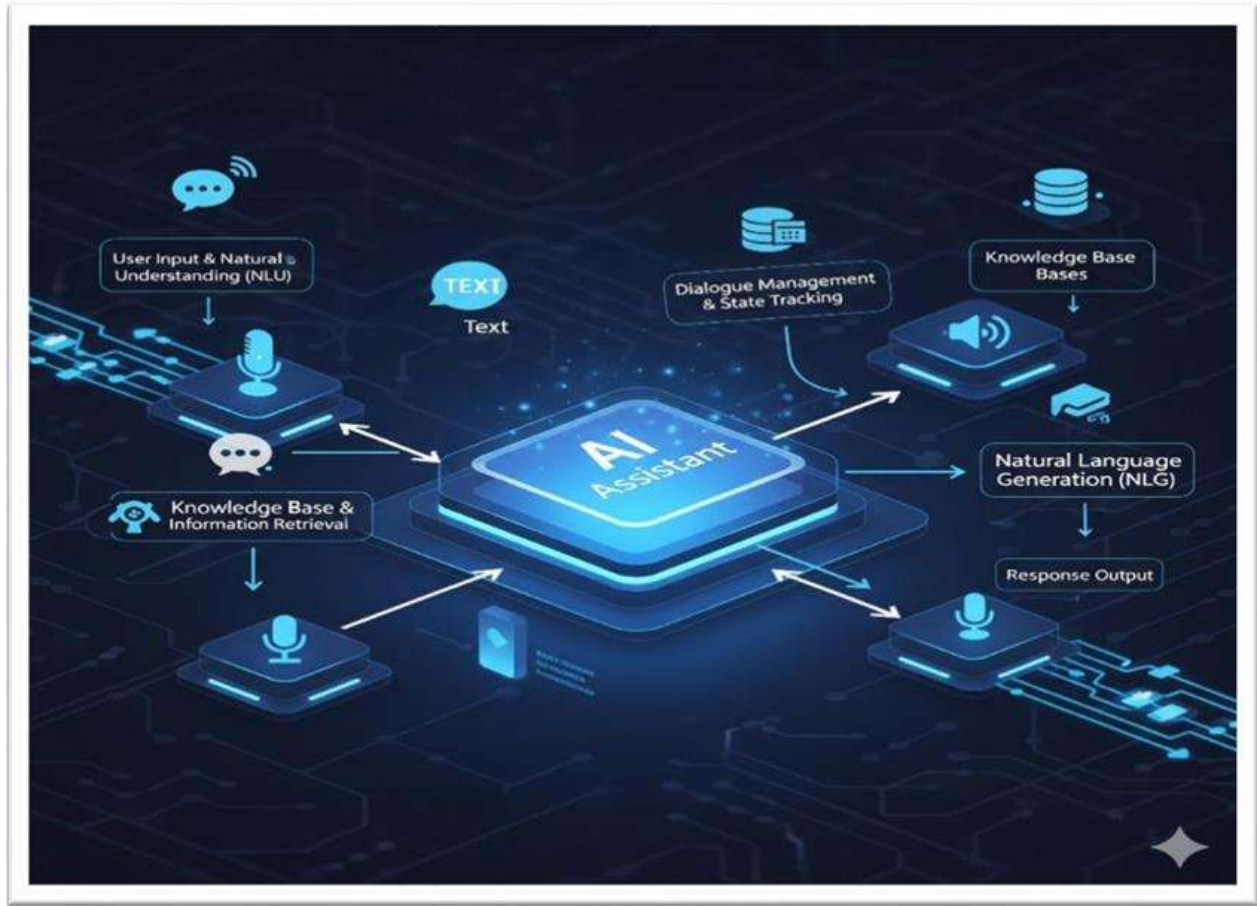 User Input & Natural
Understanding (NLU)
TEXT
Text
Dialogue Management
& State Tracking
Knowledge Base
Bases
AI
Assistant
Knowledge Base &
Information Retrieval
Natural Language
Generation (NLG)
Response Output